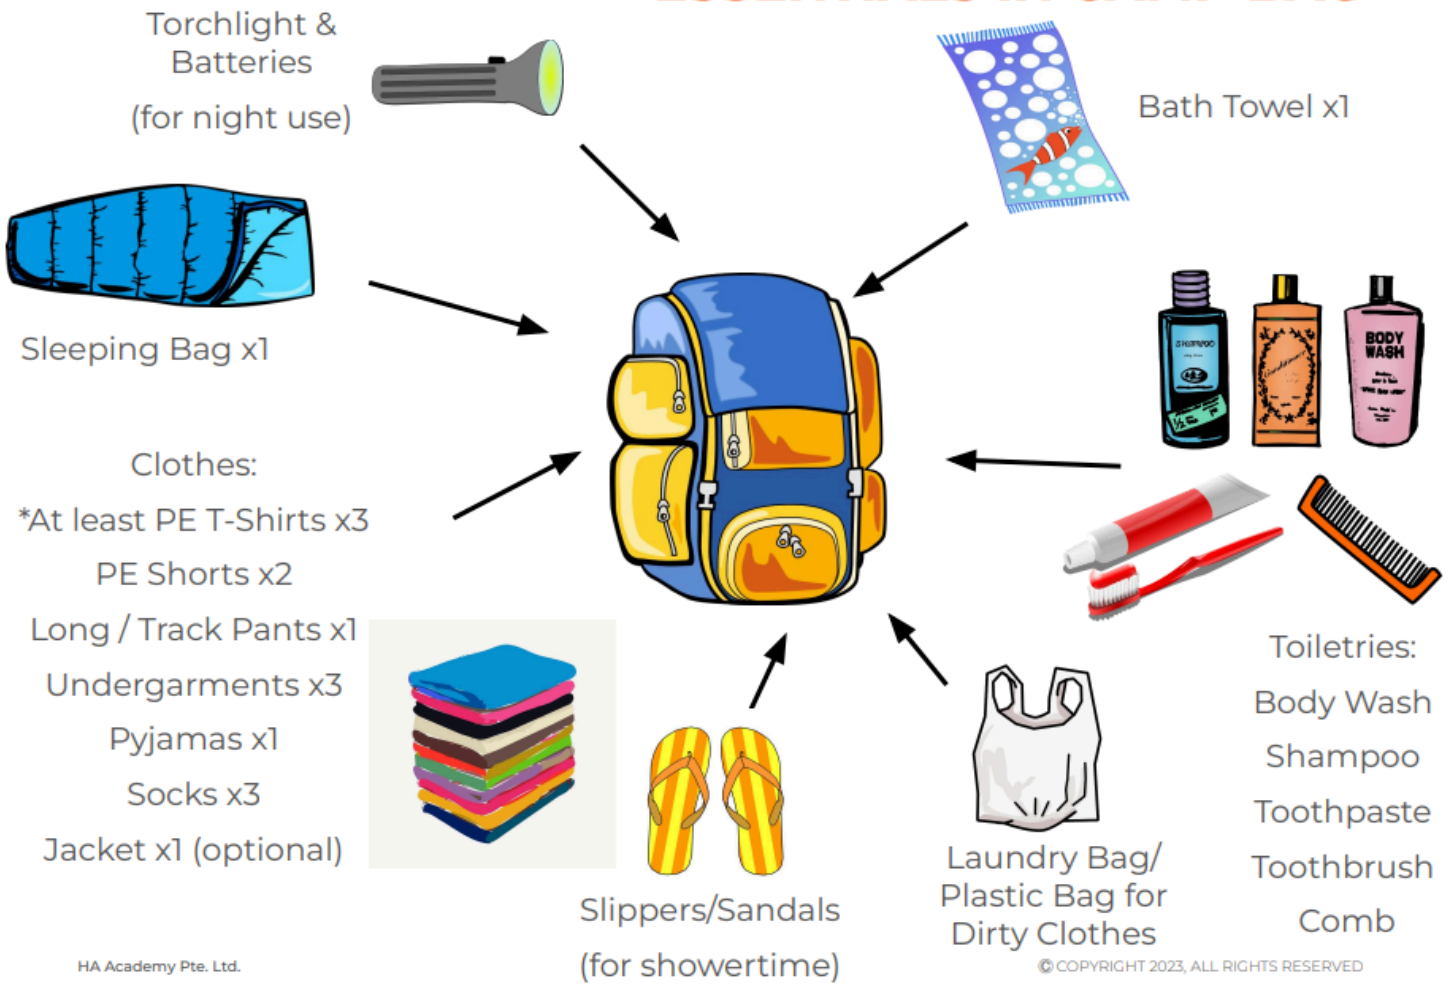 Torchlight &
Batteries
(for night use)
Bath Towel x1
Sleeping Bag x1
SHAMPOO
BODY
WASH
Clothes:
*At least PE T-Shirts x3
PE Shorts x2
Long / Track Pants x1
Undergarments x3
Pyjamas x1
Socks x3
Jacket x1 (optional)
Slippers/Sandals
(for showertime)
Laundry Bag/
Plastic Bag for
Dirty Clothes
Toiletries:
Body Wash
Shampoo
Toothpaste
Toothbrush
Comb
HA Academy Pte. Ltd.
© COPYRIGHT 2023, ALL RIGHTS RESERVED